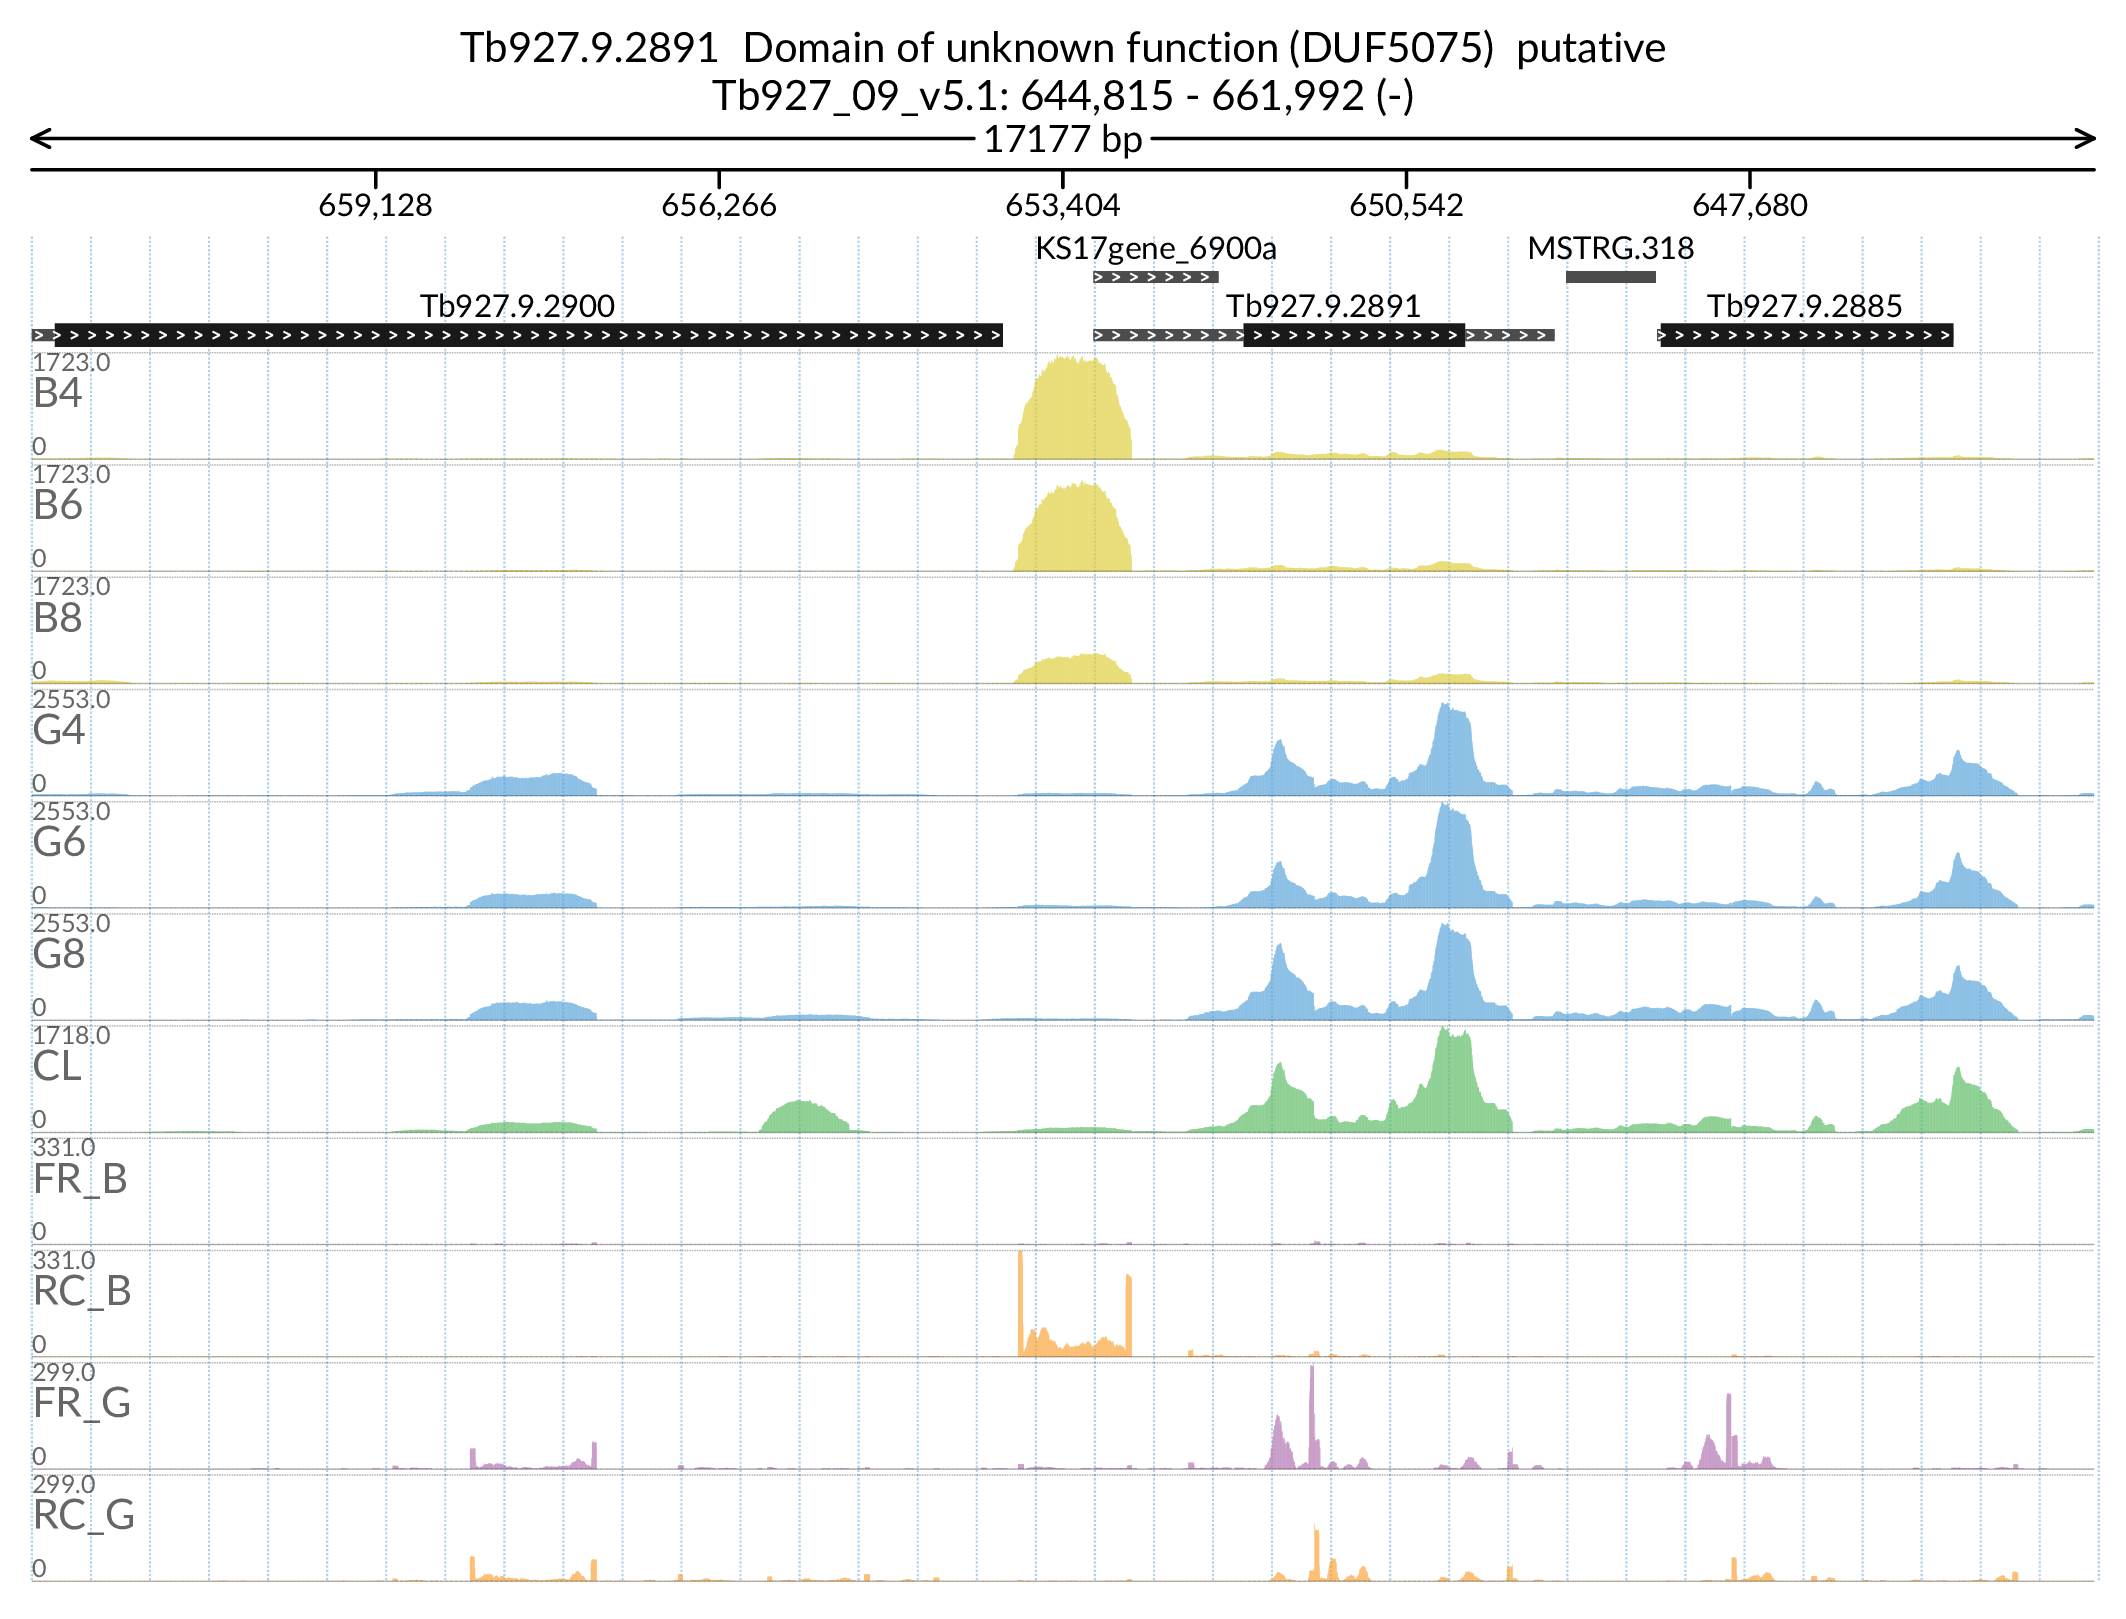 Tb927.9.2891  Domain of unknown function (DUF5075)  putative
Tb927_09_v5.1: 644,815 - 661,992 (-)
17177 bp
659,128 656,266 653,404 650,542 647,680
KS17gene_6900a MSTRG.318
Tb927.9.2900 Tb927.9.2891 Tb927.9.2885
1723.0
B4
0
1723.0
B6
0
1723.0
B8
0
2553.0
G4
0
2553.0
G6
0
2553.0
G8
0
1718.0
CL
0
331.0
FR_B
0
331.0
RC_B
0
299.0
FR_G
0
299.0
RC_G
0